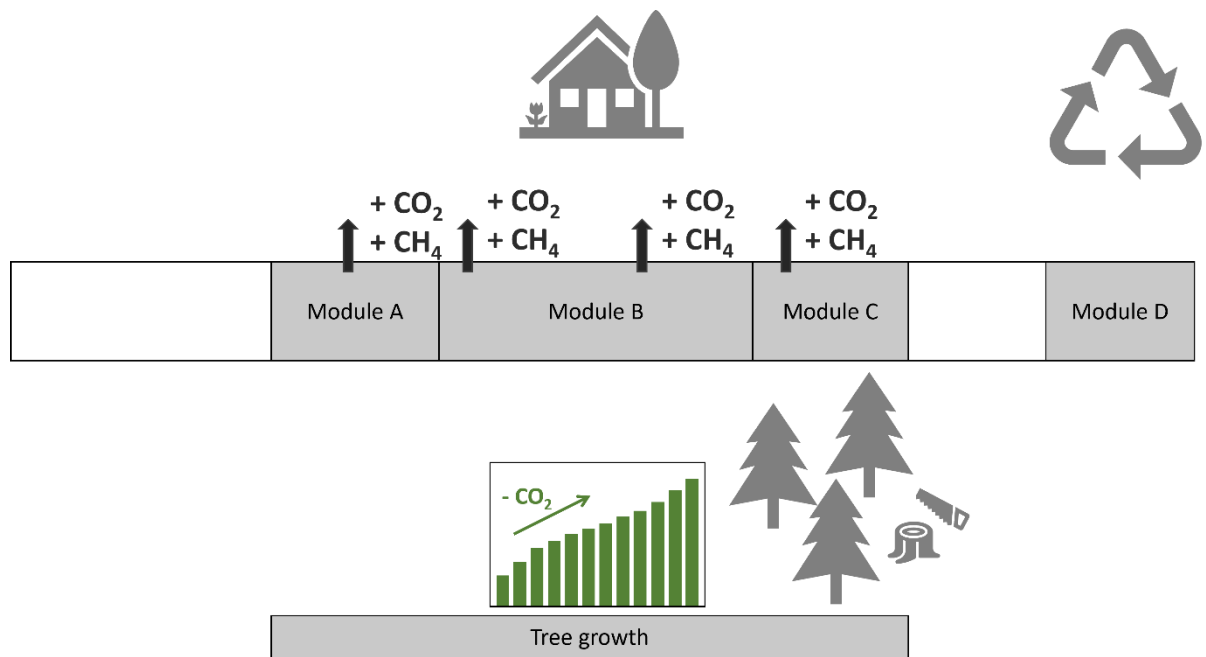 + CO₂ + CO₂ + CO₂ + CO₂
+ CH₄ + CH₄ + CH₄ + CH₄
Module A Module B Module C Module D
- CO₂
Tree growth